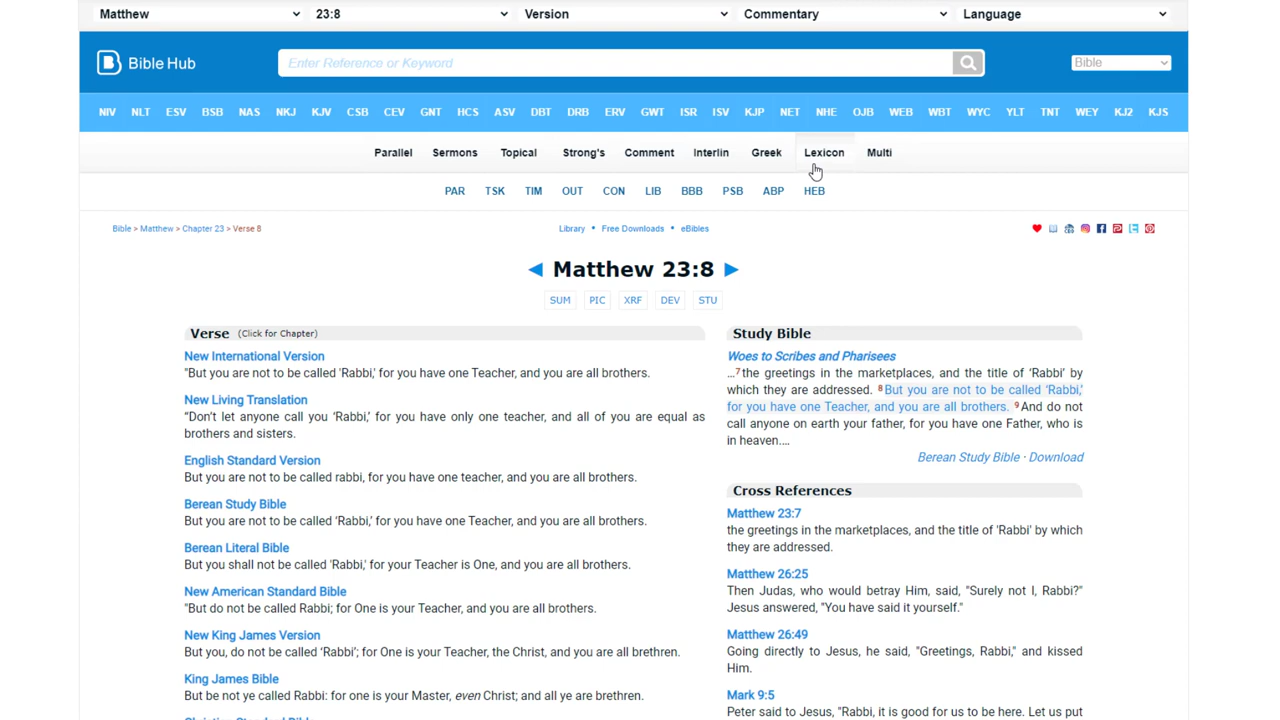 Matthew 23:8 Version Commentary Language
Bible Hub Enter Reference or Keyword Bible
NIV NLT ESV BSB NAS NKJ KJV CSB CEV GNT HCS ASV DBT DRB ERV GWT ISR ISV KJP NET NHE OJB WEB WBT WYC YLT TNT WEY KJ2 KJS
Parallel Sermons Topical Strong's Comment Interlin Greek Lexicon Multi
PAR TSK TIM OUT CON LIB BBB PSB ABP HEB
Bible > Matthew > Chapter 23 > Verse 8
Library • Free Downloads • eBibles
◄ Matthew 23:8 ►
SUM PIC XRF DEV STU
Verse (Click for Chapter)
New International Version
"But you are not to be called 'Rabbi,' for you have one Teacher, and you are all brothers.
New Living Translation
“Don’t let anyone call you ‘Rabbi,’ for you have only one teacher, and all of you are equal as
brothers and sisters.
English Standard Version
But you are not to be called rabbi, for you have one teacher, and you are all brothers.
Berean Study Bible
But you are not to be called ‘Rabbi,’ for you have one Teacher, and you are all brothers.
Berean Literal Bible
But you shall not be called 'Rabbi,' for your Teacher is One, and you are all brothers.
New American Standard Bible
"But do not be called Rabbi; for One is your Teacher, and you are all brothers.
New King James Version
But you, do not be called ‘Rabbi’; for One is your Teacher, the Christ, and you are all brethren.
King James Bible
But be not ye called Rabbi: for one is your Master, even Christ; and all ye are brethren.
Christian Standard Bible
Study Bible
Woes to Scribes and Pharisees
…7the greetings in the marketplaces, and the title of ‘Rabbi’ by
which they are addressed. 8But you are not to be called ‘Rabbi,’
for you have one Teacher, and you are all brothers. 9And do not
call anyone on earth your father, for you have one Father, who is
in heaven.…
Berean Study Bible · Download
Cross References
Matthew 23:7
the greetings in the marketplaces, and the title of 'Rabbi' by which
they are addressed.
Matthew 26:25
Then Judas, who would betray Him, said, "Surely not I, Rabbi?"
Jesus answered, "You have said it yourself."
Matthew 26:49
Going directly to Jesus, he said, "Greetings, Rabbi," and kissed
Him.
Mark 9:5
Peter said to Jesus, "Rabbi, it is good for us to be here. Let us put